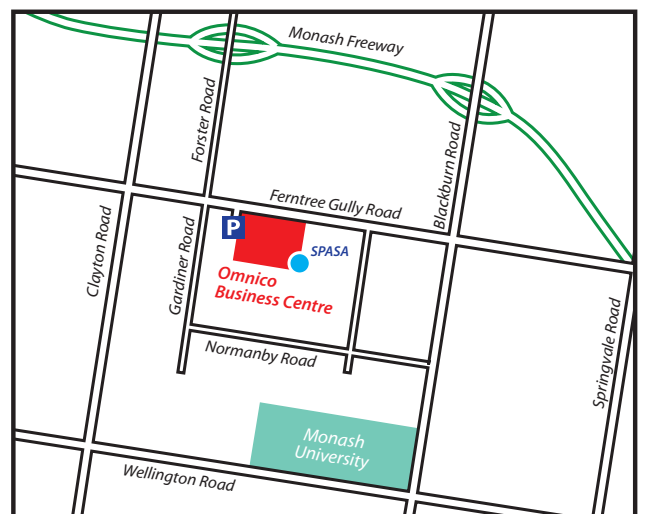 Monash Freeway
Forster Road
Blackburn Road
Ferntree Gully Road
Clayton Road
Gardiner Road
P
SPASA
Omnico
Business Centre
Springvale Road
Normanby Road
Monash
University
Wellington Road